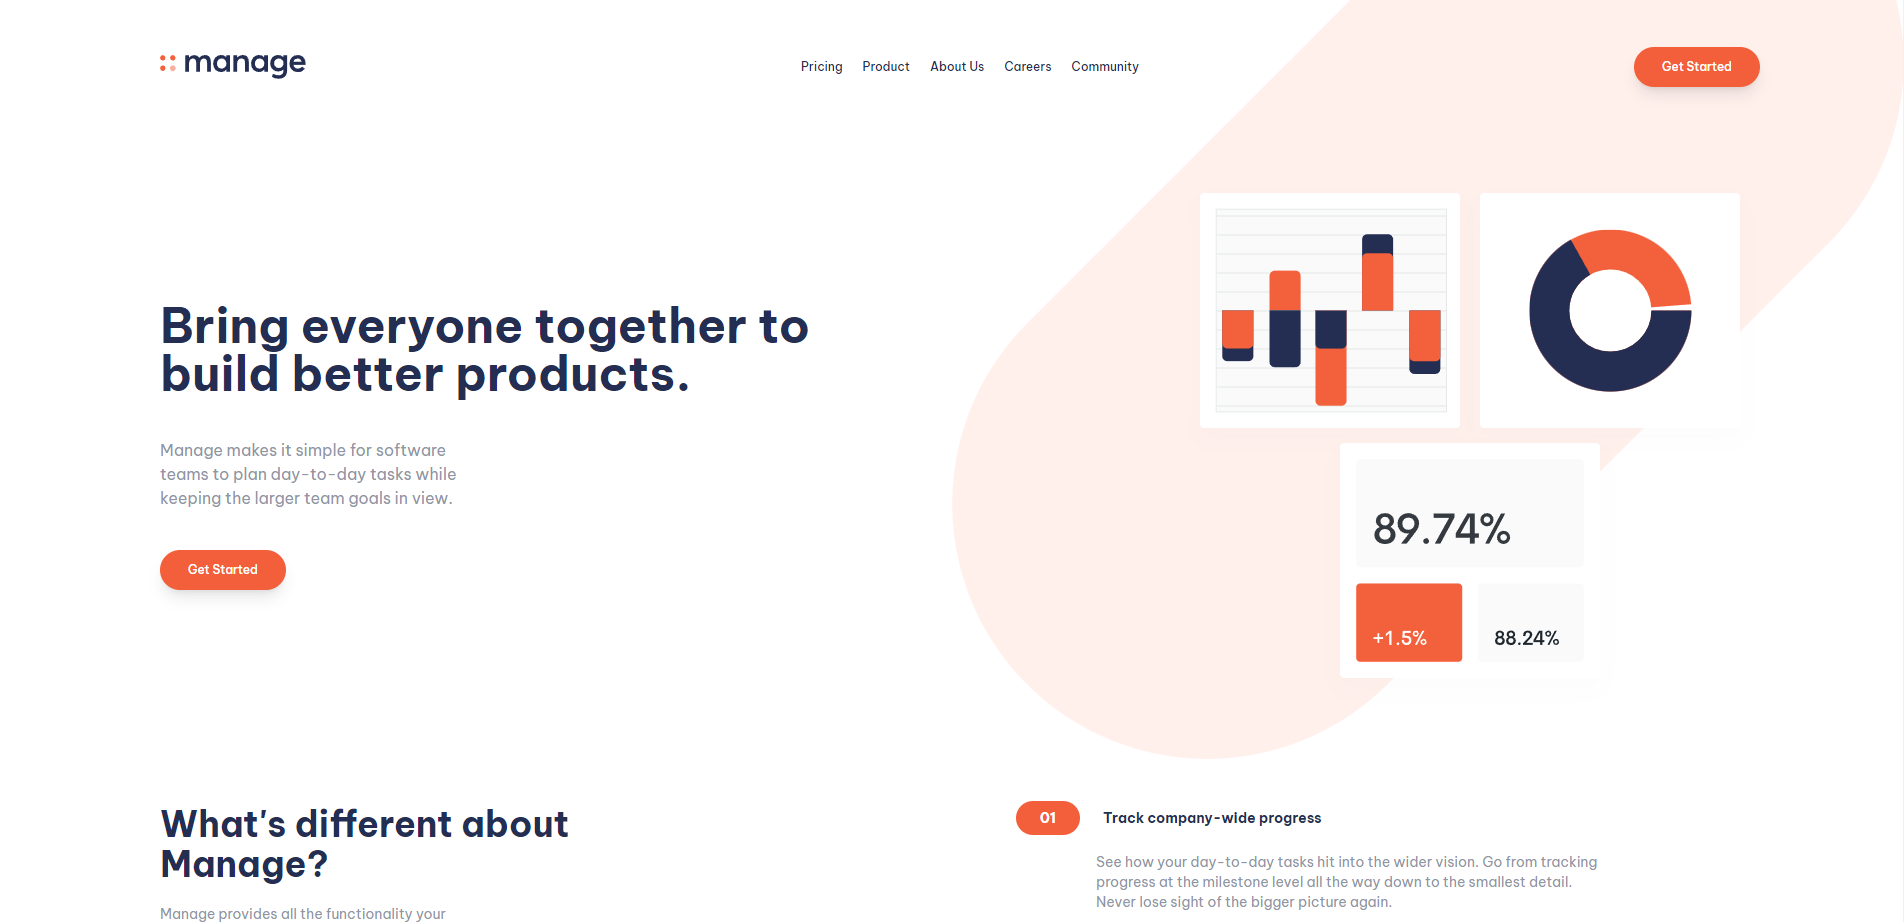 manage
Pricing Product About Us Careers Community
Get Started
Bring everyone together to
build better products.
Manage makes it simple for software
teams to plan day-to-day tasks while
keeping the larger team goals in view.
Get Started
89.74%
+1.5% 88.24%
What's different about
Manage?
Manage provides all the functionality your
01 Track company-wide progress
See how your day-to-day tasks hit into the wider vision. Go from tracking
progress at the milestone level all the way down to the smallest detail.
Never lose sight of the bigger picture again.